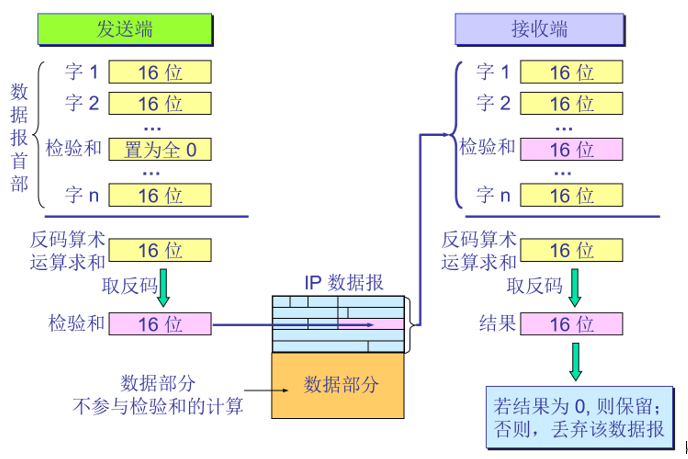 发送端
数据报首部
字 1
16 位
字 2
16 位
...
检验和
置为全 0
...
字 n
16 位
反码算术
运算求和
16 位
取反码
检验和
16 位
数据部分
不参与检验和的计算
IP 数据报
数据部分
接收端
字 1
16 位
字 2
16 位
...
检验和
16 位
...
字 n
16 位
反码算术
运算求和
16 位
取反码
结果
16 位
若结果为 0, 则保留；
否则，丢弃该数据报